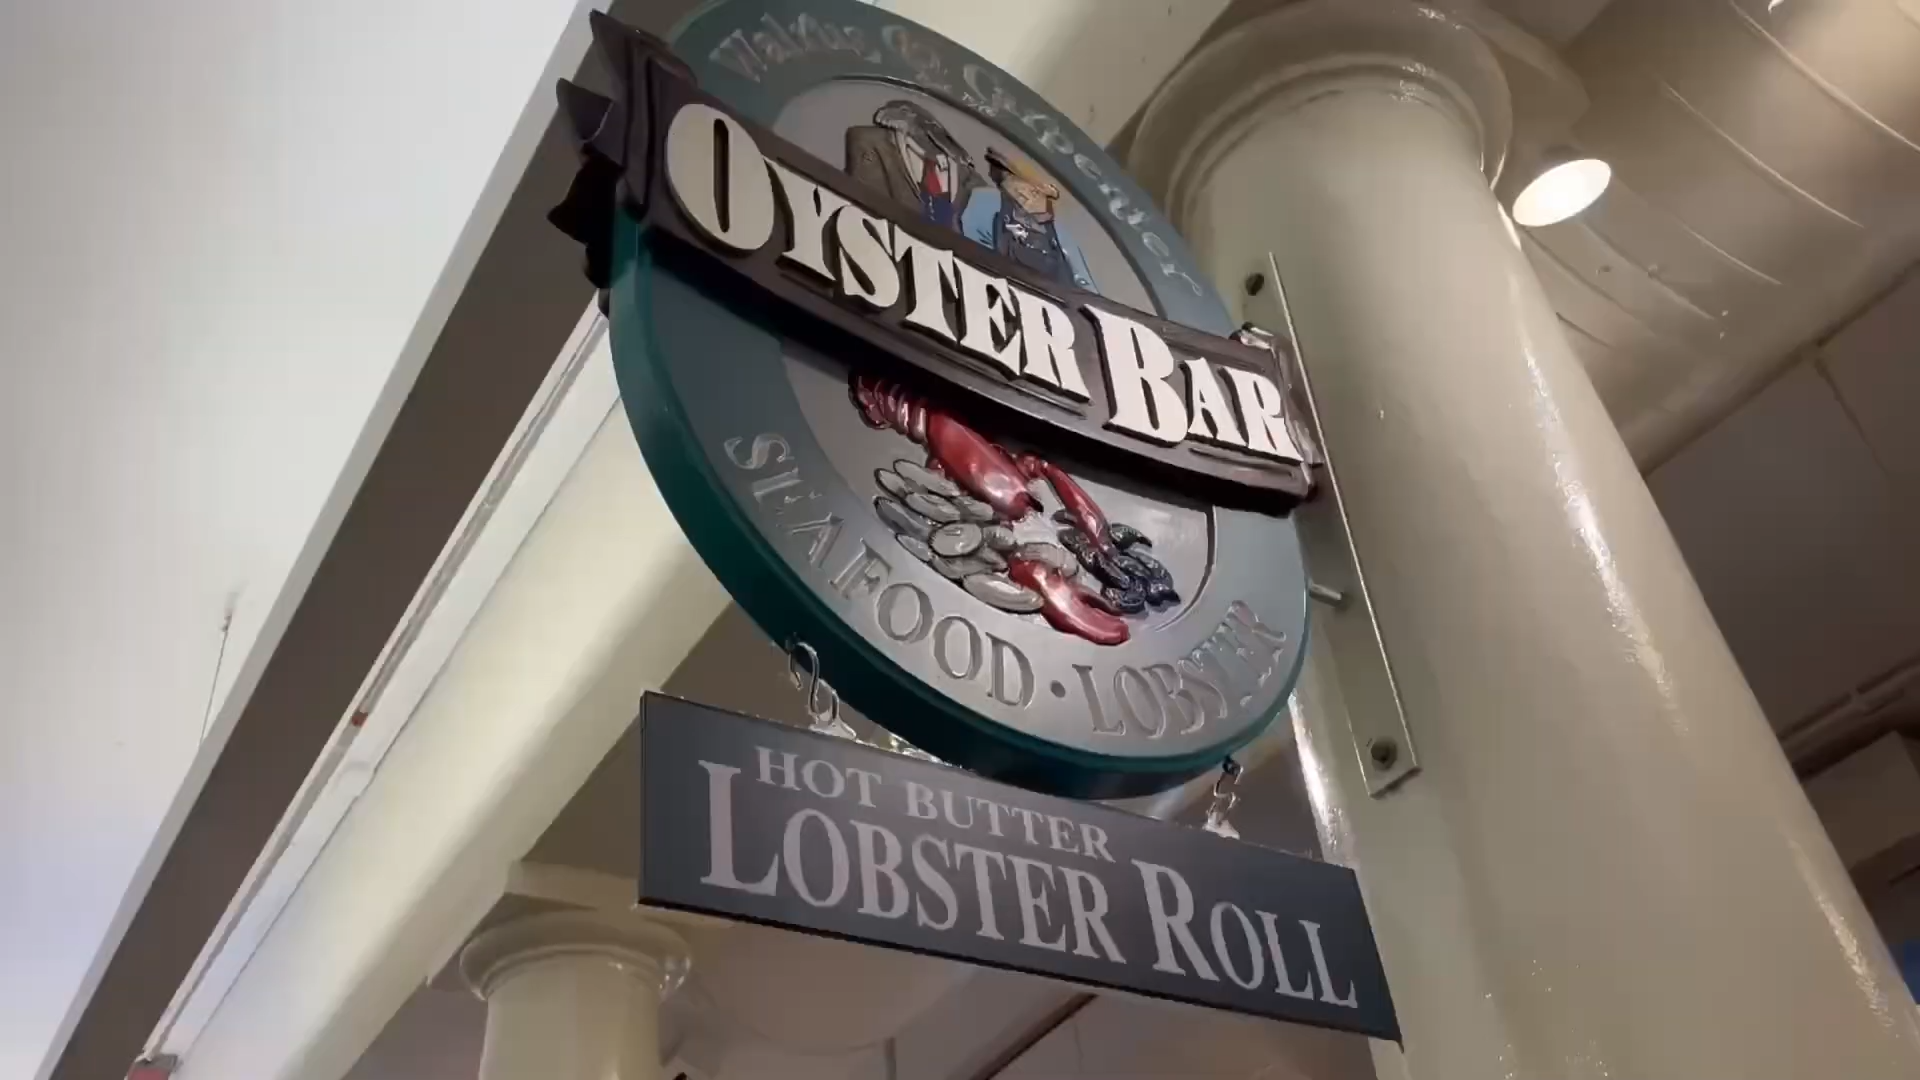 Walrus & Carpenter
OYSTER BAR
SEAFOOD · LOBSTER
HOT BUTTER
LOBSTER ROLL